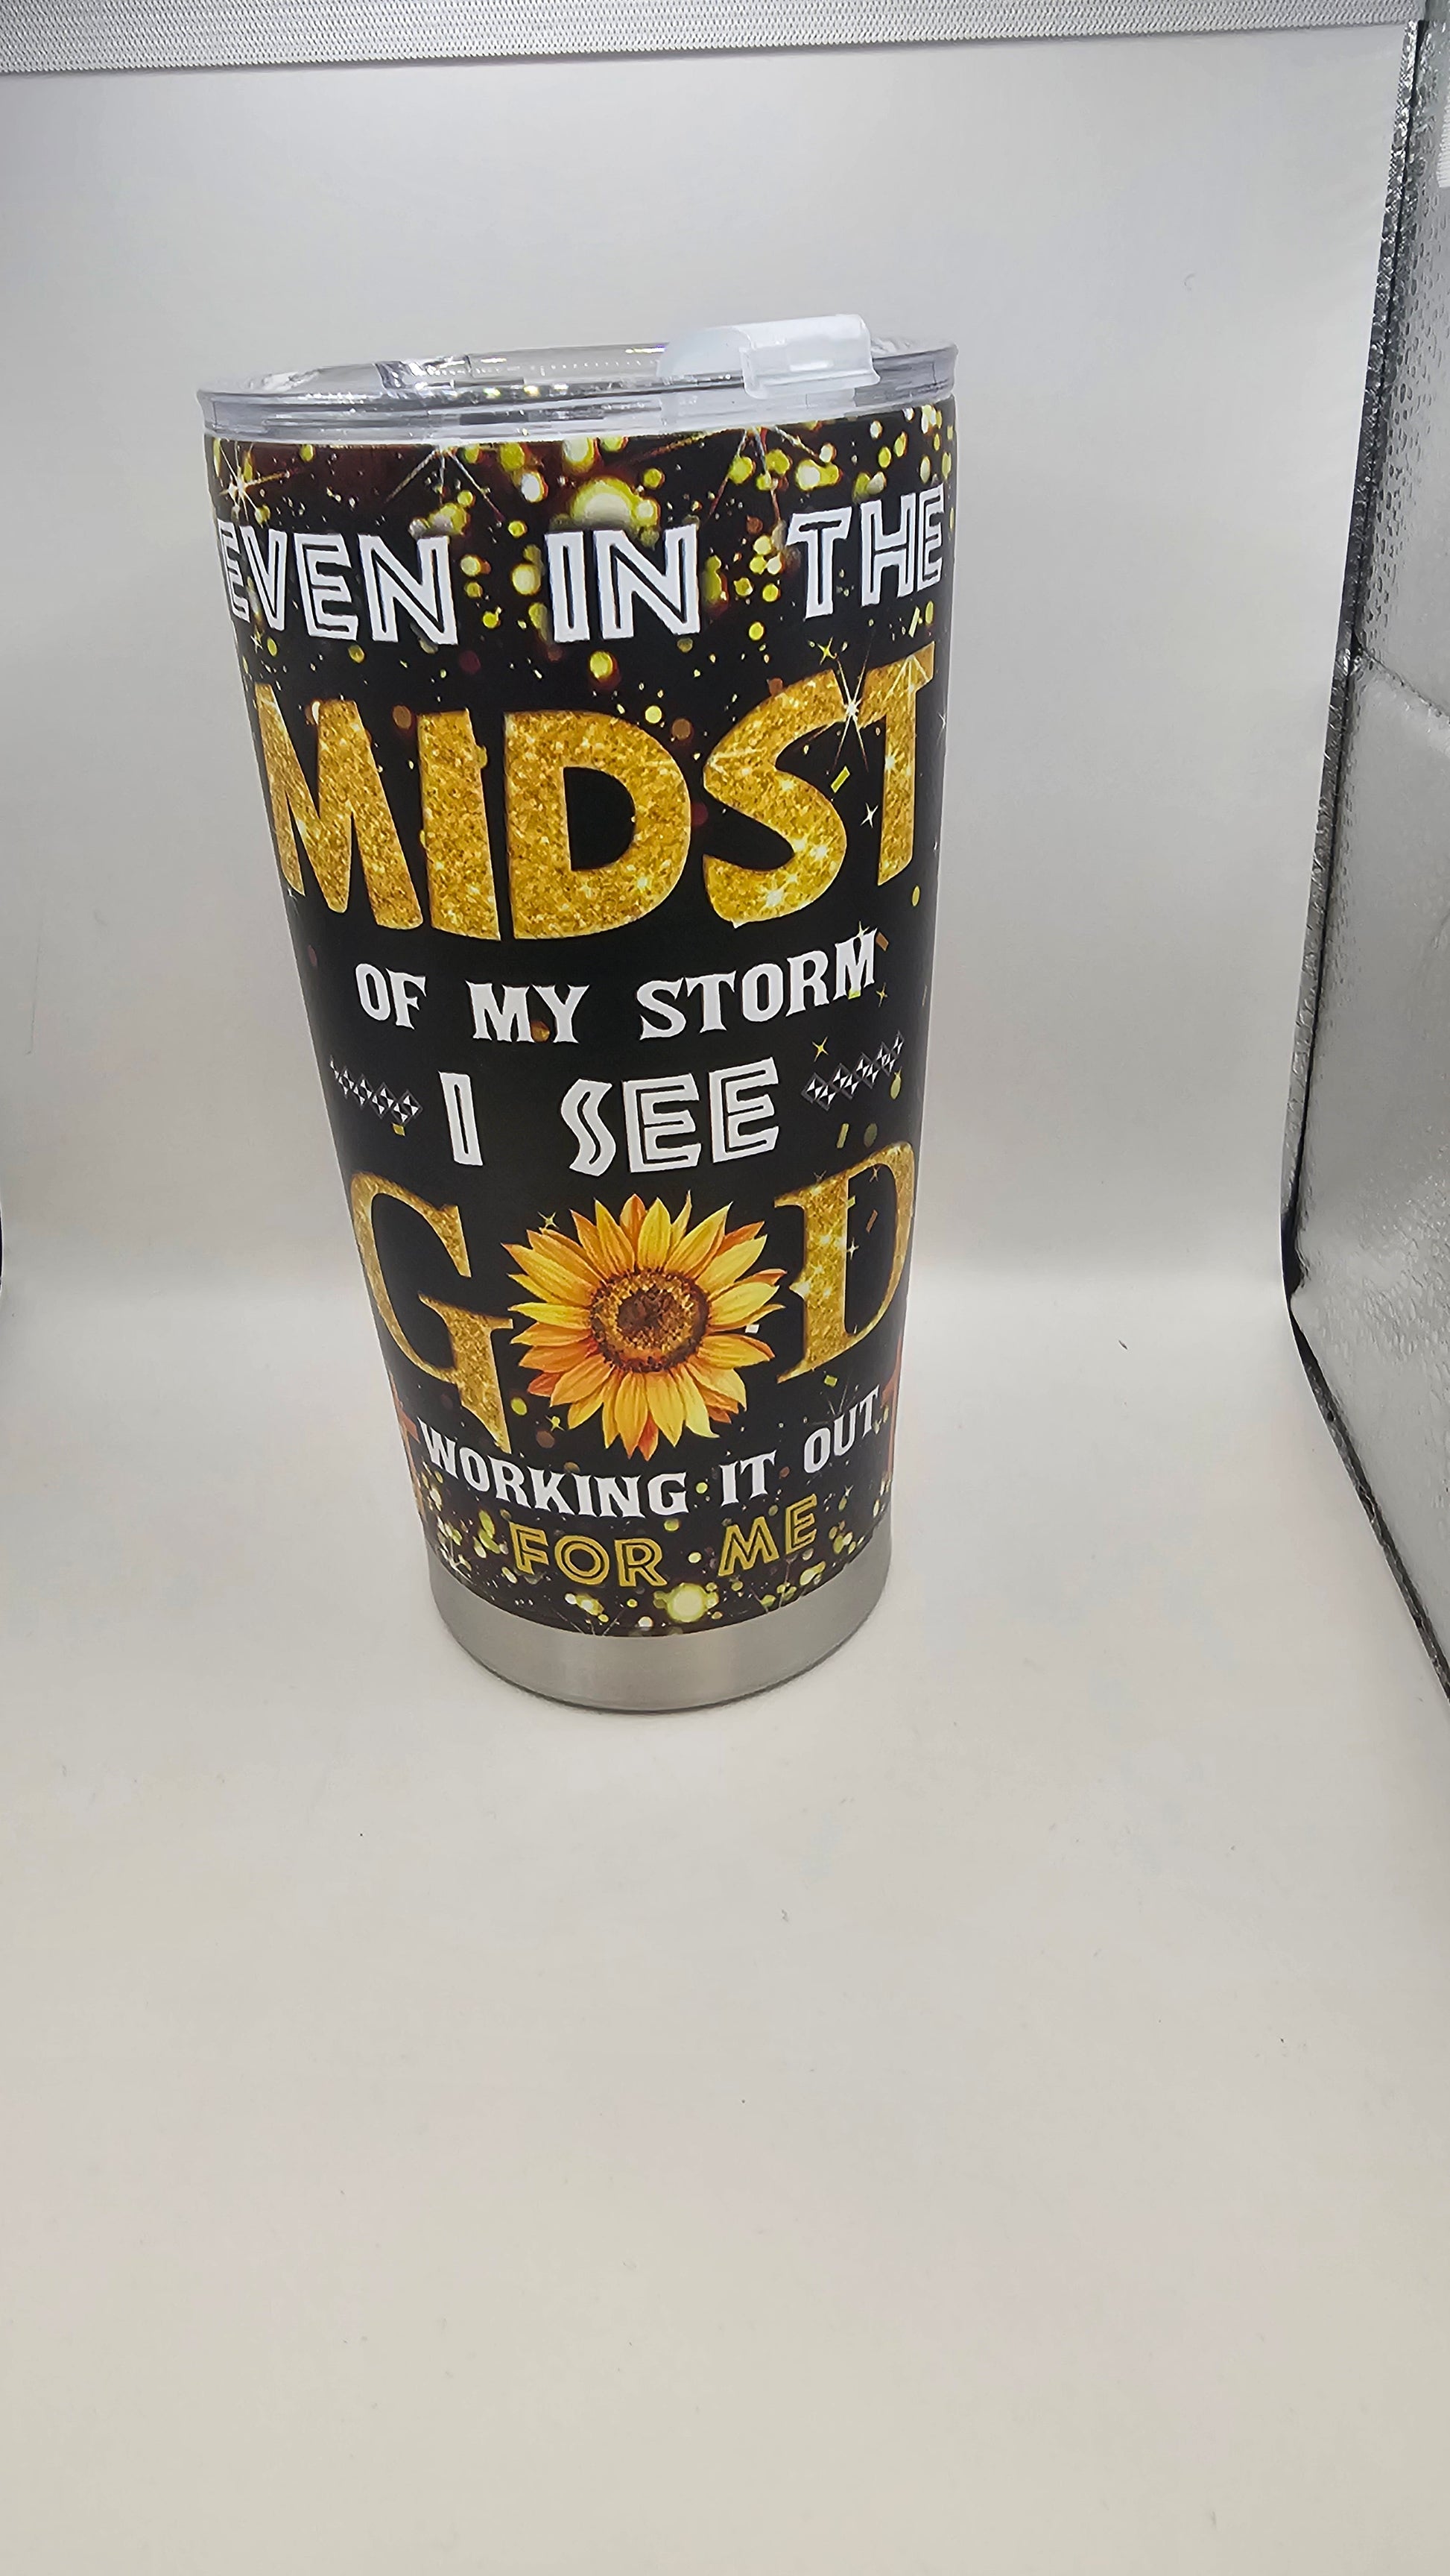 EVEN IN THE
MIDST
OF MY STORM
I SEE
GOD
WORKING IT OUT
FOR ME